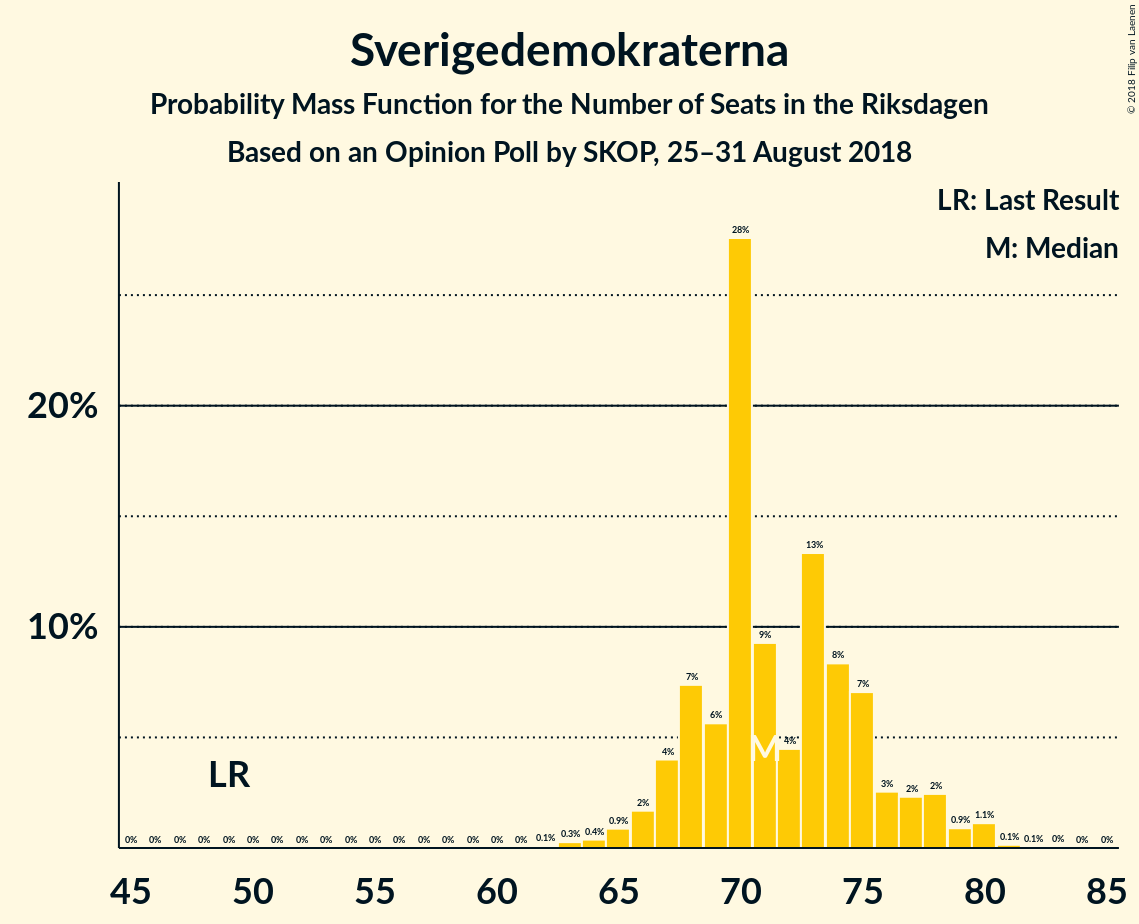 Sverigedemokraterna
Probability Mass Function for the Number of Seats in the Riksdagen
Based on an Opinion Poll by SKOP, 25–31 August 2018
© 2018 Filip van Laenen
LR: Last Result
M: Median
20%
10%
LR
M
0% 0% 0% 0% 0% 0% 0% 0% 0% 0% 0% 0% 0% 0% 0% 0% 0% 0.1% 0.3% 0.4% 0.9% 2% 4% 7% 6% 28% 9% 4% 13% 8% 7% 3% 2% 2% 0.9% 1.1% 0.1% 0.1% 0% 0% 0%
45 50 55 60 65 70 75 80 85